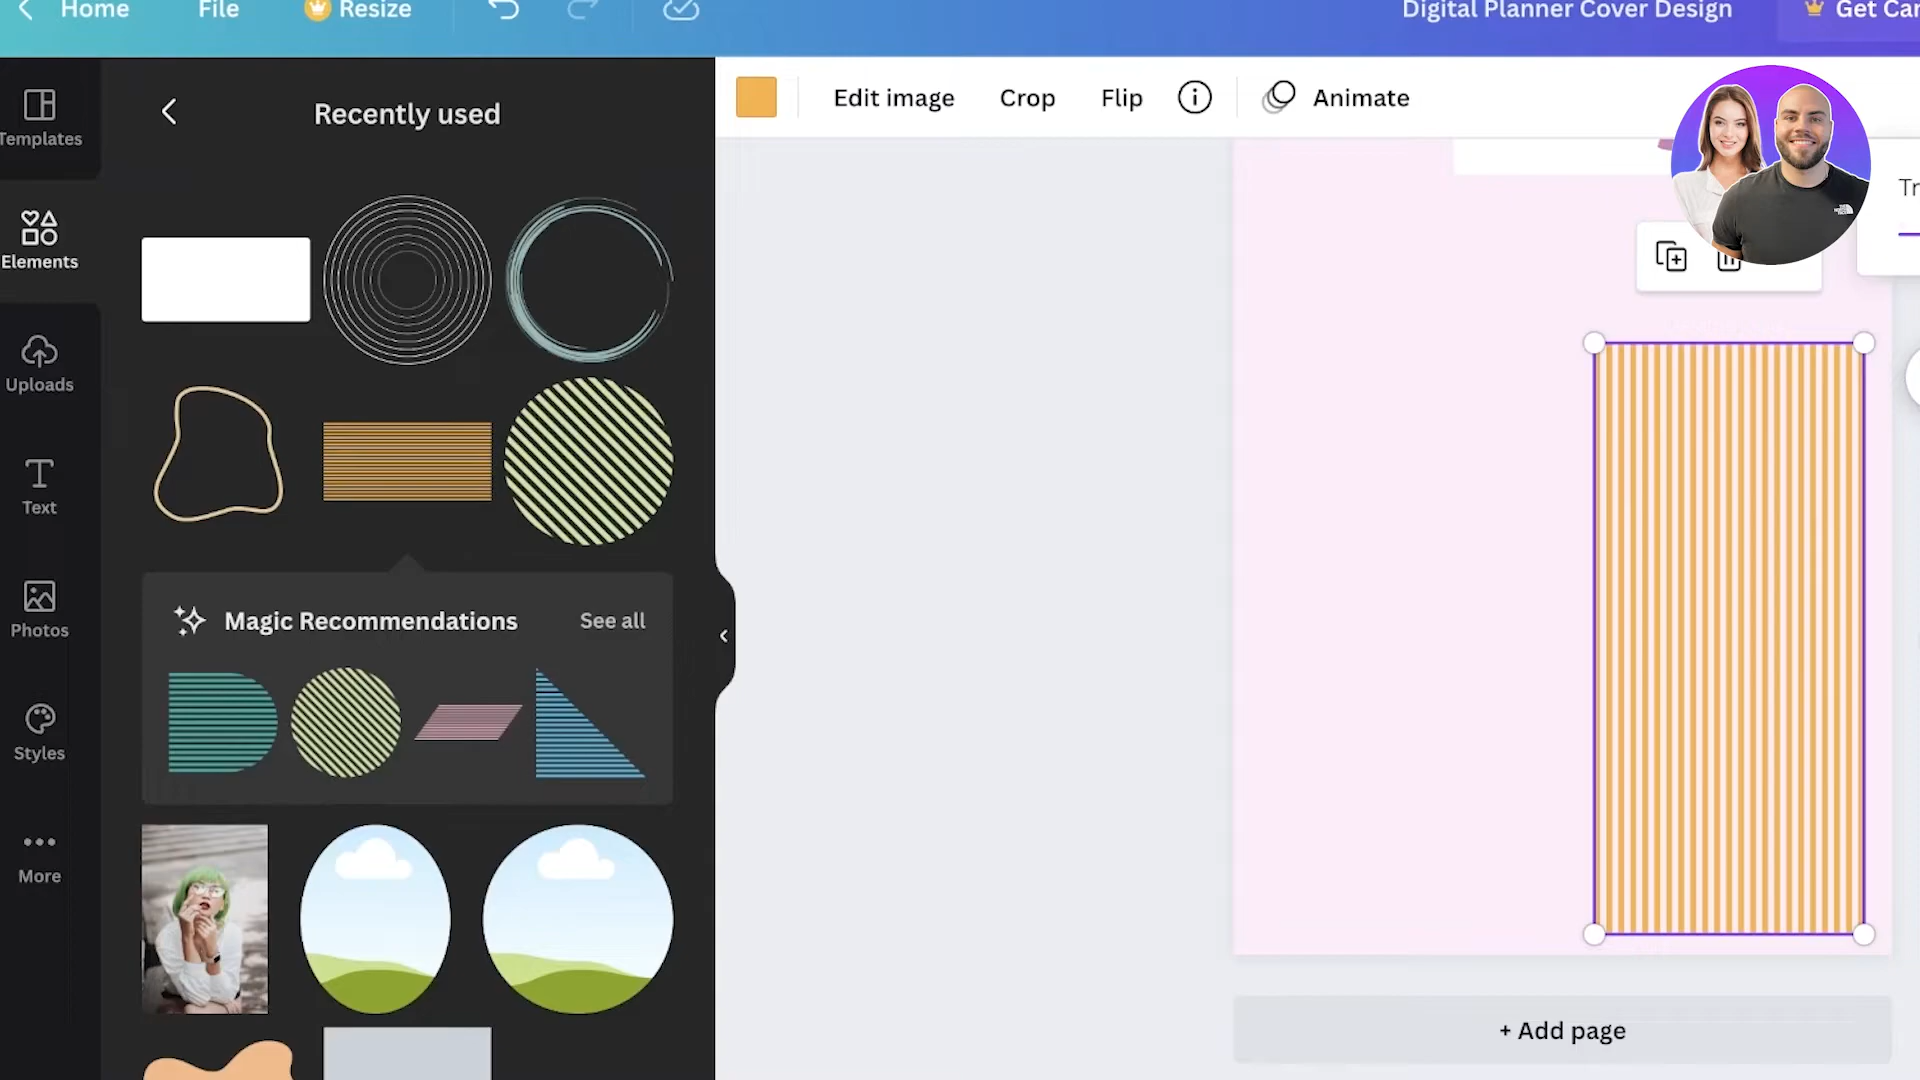 Home File Resize Digital Planner Cover Design Get Can
Templates
Recently used
Edit image Crop Flip Animate
Tr
Elements
Uploads
Text
Magic Recommendations See all
Photos
Styles
More
+ Add page